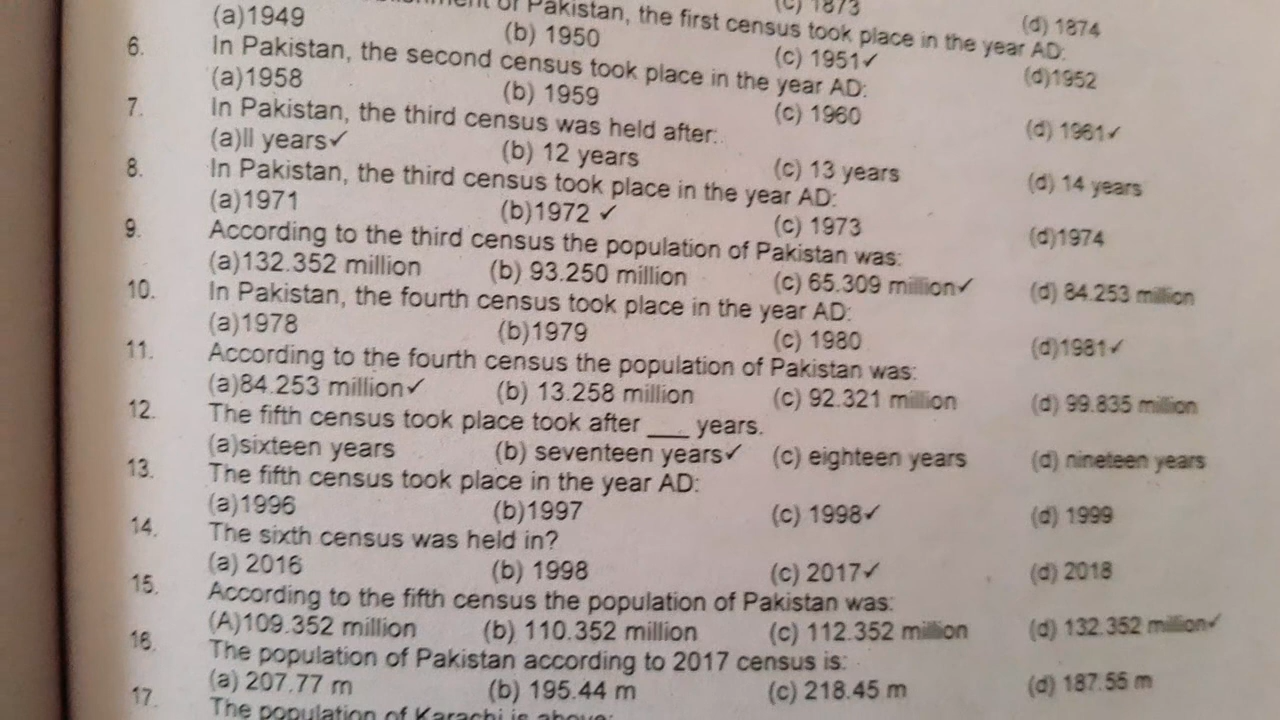 (c) 1873
(d) 1874
of Pakistan, the first census took place in the year AD:
(a)1949 (b) 1950 (c) 1951✓ (d)1952
6. In Pakistan, the second census took place in the year AD:
(a)1958 (b) 1959 (c) 1960 (d) 1961✓
7. In Pakistan, the third census was held after:
(a)ll years✓ (b) 12 years (c) 13 years (d) 14 years
8. In Pakistan, the third census took place in the year AD:
(a)1971 (b)1972 ✓ (c) 1973 (d)1974
9. According to the third census the population of Pakistan was:
(a)132.352 million (b) 93.250 million (c) 65.309 million✓ (d) 84.253 million
10. In Pakistan, the fourth census took place in the year AD:
(a)1978 (b)1979 (c) 1980 (d)1981✓
11. According to the fourth census the population of Pakistan was:
(a)84.253 million✓ (b) 13.258 million (c) 92.321 million (d) 99.835 million
12. The fifth census took place took after ___ years.
(a)sixteen years (b) seventeen years✓ (c) eighteen years (d) nineteen years
13. The fifth census took place in the year AD:
(a)1996 (b)1997 (c) 1998✓ (d) 1999
14. The sixth census was held in?
(a) 2016 (b) 1998 (c) 2017✓ (d) 2018
15. According to the fifth census the population of Pakistan was:
(A)109.352 million (b) 110.352 million (c) 112.352 million (d) 132.352 million✓
16. The population of Pakistan according to 2017 census is:
(a) 207.77 m (b) 195.44 m (c) 218.45 m (d) 187.55 m
17. The population of Karachi is above: